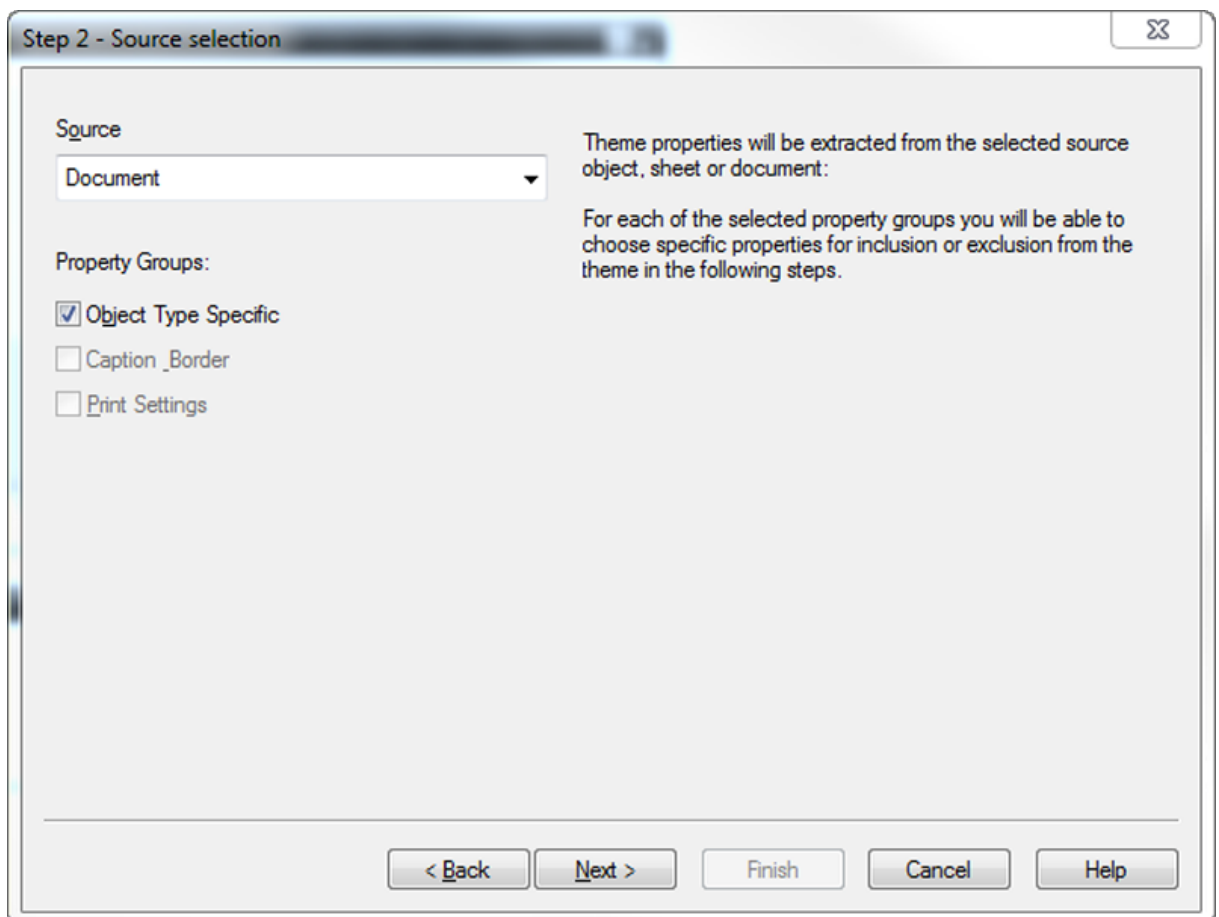 Step 2 - Source selection
Source
Document
Theme properties will be extracted from the selected source
object, sheet or document:
For each of the selected property groups you will be able to
choose specific properties for inclusion or exclusion from the
theme in the following steps.
Property Groups:
Object Type Specific
Caption _Border
Print Settings
< Back
Next >
Finish
Cancel
Help